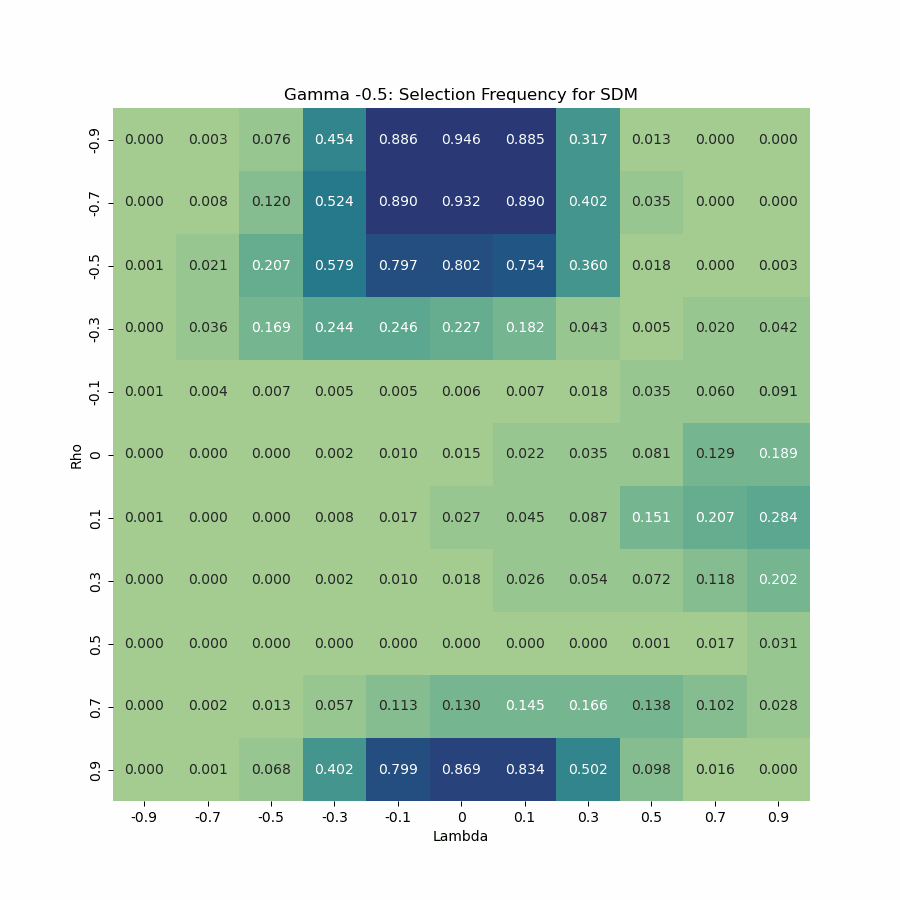 Gamma -0.5: Selection Frequency for SDM
-0.9 0.000 0.003 0.076 0.454 0.886 0.946 0.885 0.317 0.013 0.000 0.000
-0.7 0.000 0.008 0.120 0.524 0.890 0.932 0.890 0.402 0.035 0.000 0.000
-0.5 0.001 0.021 0.207 0.579 0.797 0.802 0.754 0.360 0.018 0.000 0.003
-0.3 0.000 0.036 0.169 0.244 0.246 0.227 0.182 0.043 0.005 0.020 0.042
-0.1 0.001 0.004 0.007 0.005 0.005 0.006 0.007 0.018 0.035 0.060 0.091
Rho
0 0.000 0.000 0.000 0.002 0.010 0.015 0.022 0.035 0.081 0.129 0.189
0.1 0.001 0.000 0.000 0.008 0.017 0.027 0.045 0.087 0.151 0.207 0.284
0.3 0.000 0.000 0.000 0.002 0.010 0.018 0.026 0.054 0.072 0.118 0.202
0.5 0.000 0.000 0.000 0.000 0.000 0.000 0.000 0.000 0.001 0.017 0.031
0.7 0.000 0.002 0.013 0.057 0.113 0.130 0.145 0.166 0.138 0.102 0.028
0.9 0.000 0.001 0.068 0.402 0.799 0.869 0.834 0.502 0.098 0.016 0.000
-0.9 -0.7 -0.5 -0.3 -0.1 0 0.1 0.3 0.5 0.7 0.9
Lambda